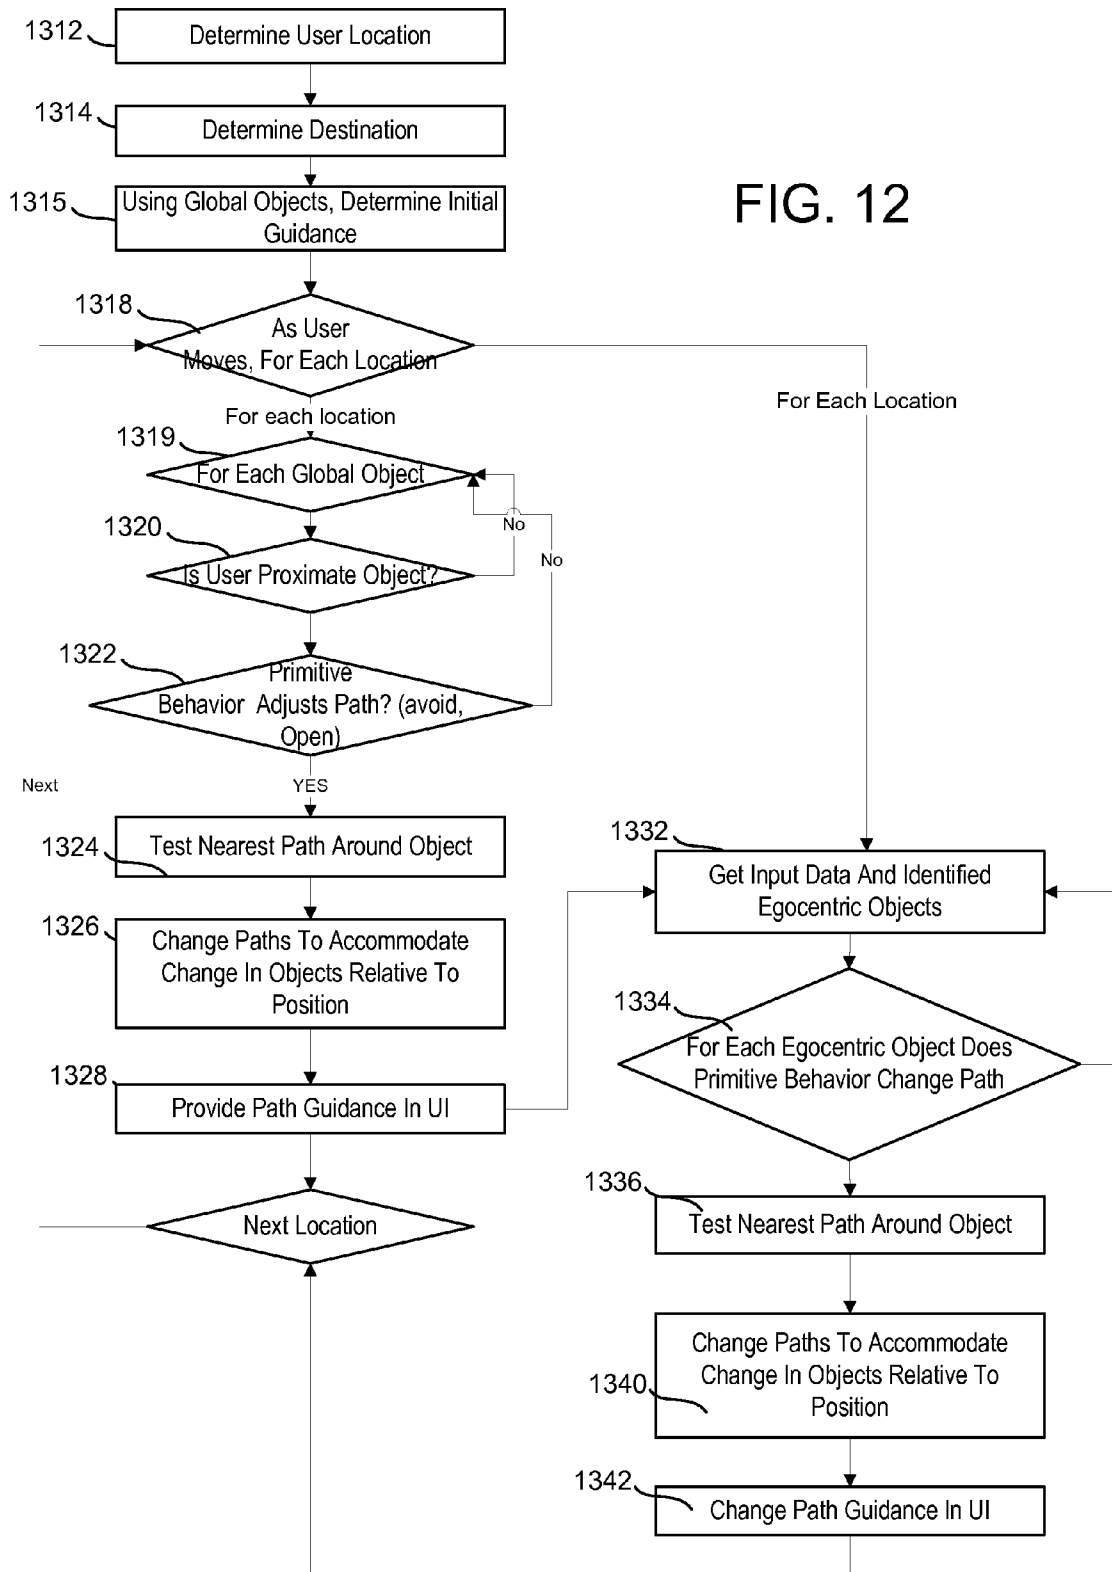 1312
Determine User Location
1314
Determine Destination
1315
Using Global Objects, Determine Initial
Guidance
FIG. 12
1318
As User
Moves, For Each Location
For Each Location
For each location
1319
For Each Global Object
1320
No
Is User Proximate Object?
No
1322
Primitive
Behavior Adjusts Path? (avoid,
Open)
Next
YES
1324
Test Nearest Path Around Object
1326
Change Paths To Accommodate
Change In Objects Relative To
Position
1328
Provide Path Guidance In UI
Next Location
1332
Get Input Data And Identified
Egocentric Objects
1334
For Each Egocentric Object Does
Primitive Behavior Change Path
1336
Test Nearest Path Around Object
Change Paths To Accommodate
Change In Objects Relative To
Position
1340
1342
Change Path Guidance In UI